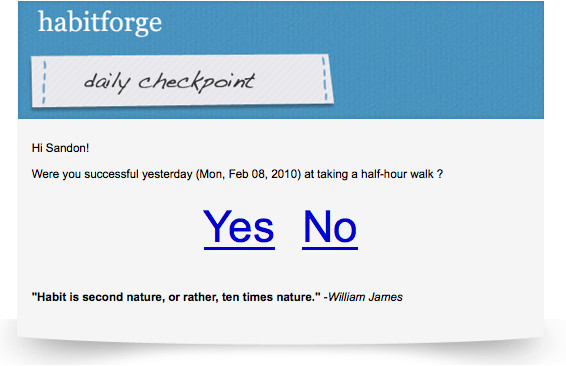 habitforge
daily checkpoint
Hi Sandon!
Were you successful yesterday (Mon, Feb 08, 2010) at taking a half-hour walk ?
Yes No
"Habit is second nature, or rather, ten times nature." -William James